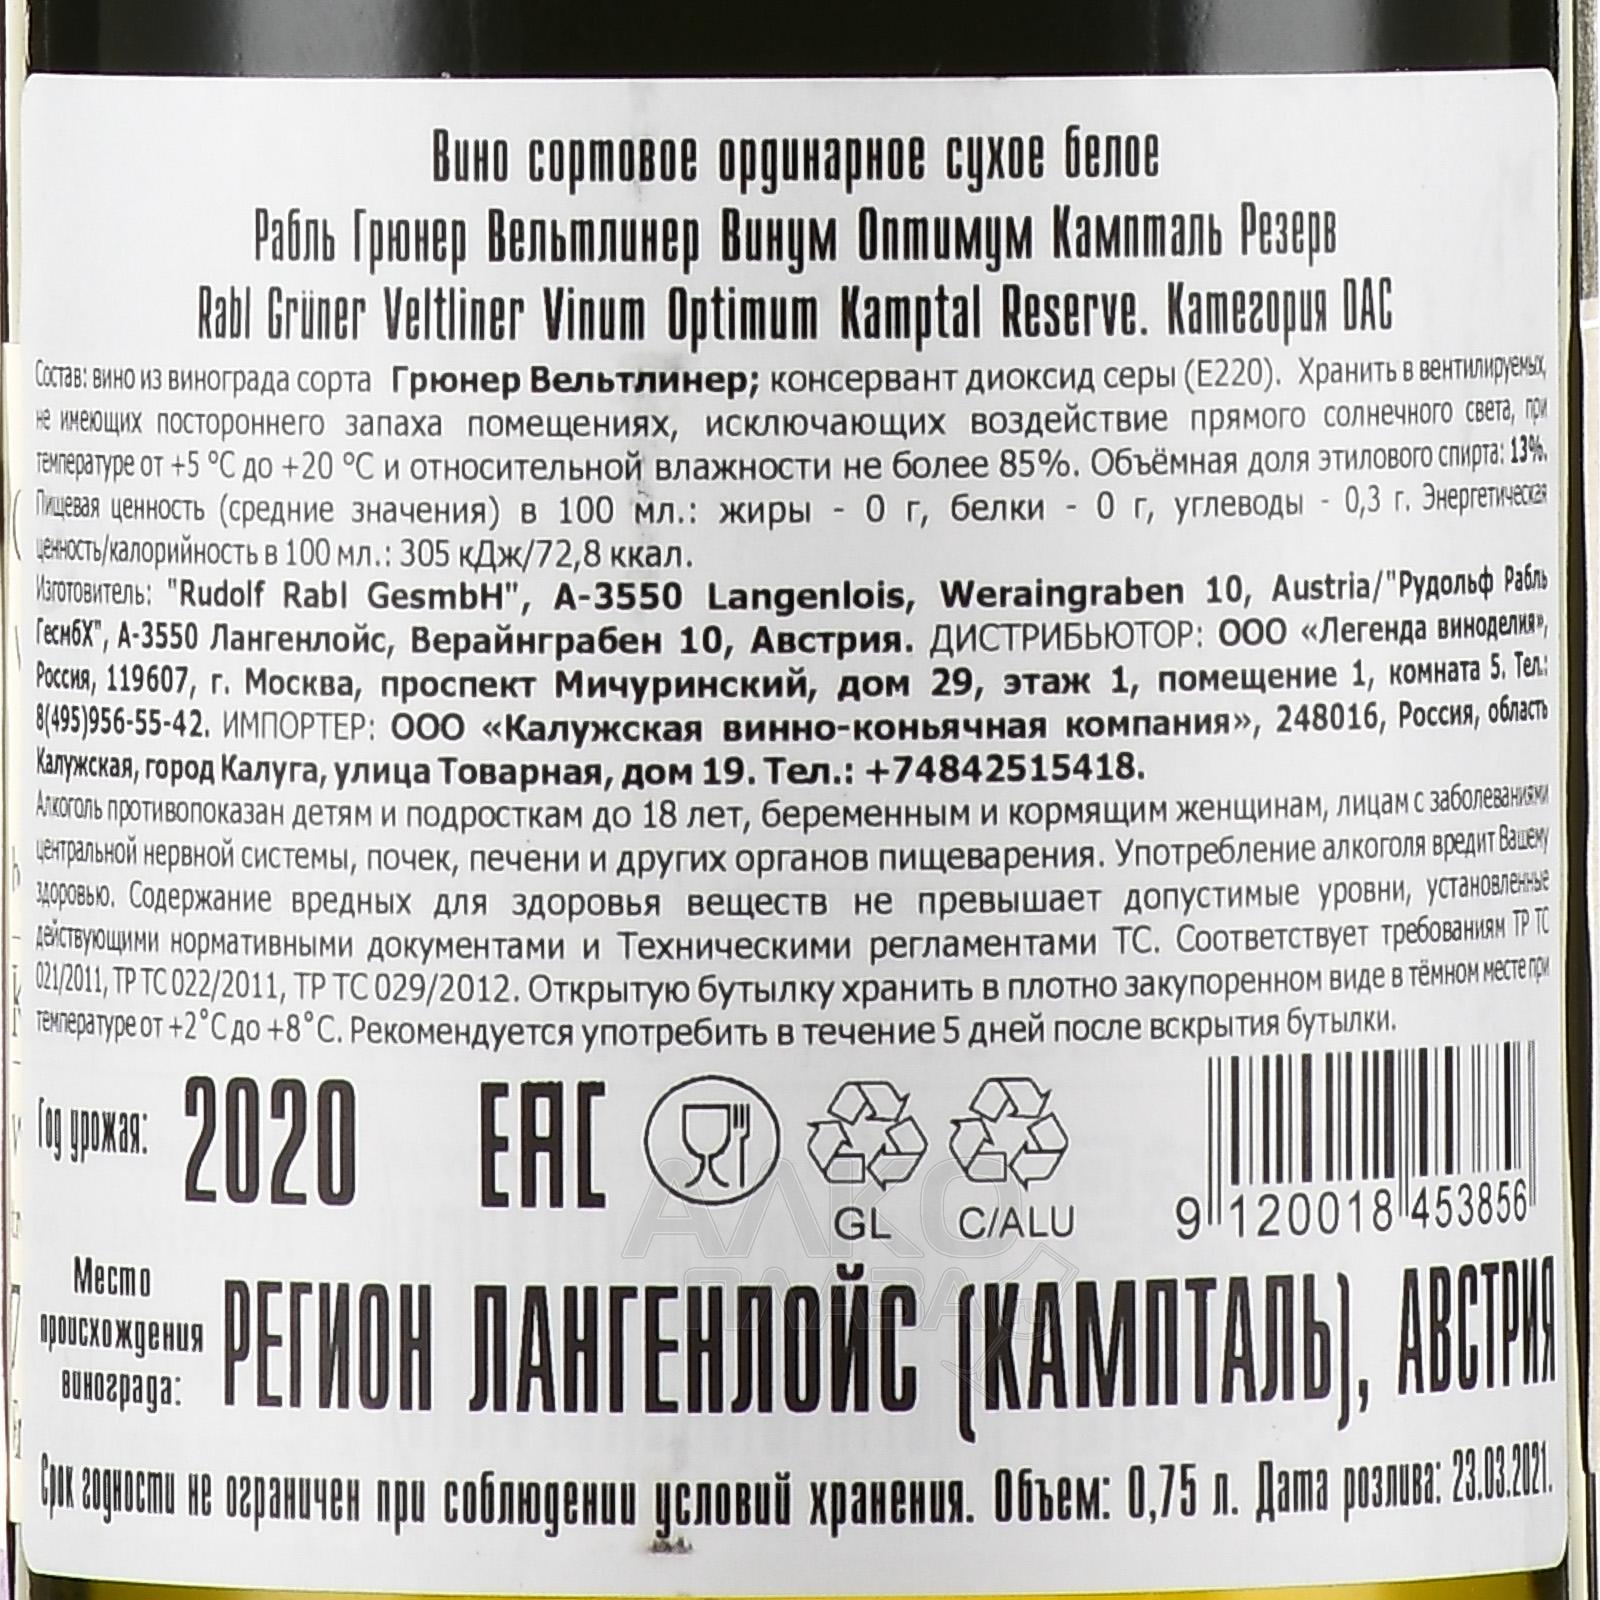 Вино сортовое ординарное сухое белое
Рабль Грюнер Вельтлинер Винум Оптимум Кампталь Резерв
Rabl Grüner Veltliner Vinum Optimum Kamptal Reserve. Категория DAC
Состав: вино из винограда сорта Грюнер Вельтлинер; консервант диоксид серы (Е220). Хранить в вентилируемых,
не имеющих постороннего запаха помещениях, исключающих воздействие прямого солнечного света, при
температуре от +5 °С до +20 °С и относительной влажности не более 85%. Объёмная доля этилового спирта: 13%.
Пищевая ценность (средние значения) в 100 мл.: жиры - 0 г, белки - 0 г, углеводы - 0,3 г. Энергетическая
ценность/калорийность в 100 мл.: 305 кДж/72,8 ккал.
Изготовитель: "Rudolf Rabl GesmbH", A-3550 Langenlois, Weraingraben 10, Austria/"Рудольф Рабль
ГесмбХ", А-3550 Лангенлойс, Верайнграбен 10, Австрия. ДИСТРИБЬЮТОР: ООО «Легенда виноделия»,
Россия, 119607, г. Москва, проспект Мичуринский, дом 29, этаж 1, помещение 1, комната 5. Тел.:
8(495)956-55-42. ИМПОРТЕР: ООО «Калужская винно-коньячная компания», 248016, Россия, область
Калужская, город Калуга, улица Товарная, дом 19. Тел.: +74842515418.
Алкоголь противопоказан детям и подросткам до 18 лет, беременным и кормящим женщинам, лицам с заболеваниями
центральной нервной системы, почек, печени и других органов пищеварения. Употребление алкоголя вредит Вашему
здоровью. Содержание вредных для здоровья веществ не превышает допустимые уровни, установленные
действующими нормативными документами и Техническими регламентами ТС. Соответствует требованиям ТР ТС
021/2011, ТР ТС 022/2011, ТР ТС 029/2012. Открытую бутылку хранить в плотно закупоренном виде в тёмном месте при
температуре от +2°С до +8°С. Рекомендуется употребить в течение 5 дней после вскрытия бутылки.
Год урожая: 2020 EAC
GL C/ALU
9 120018 453856
АЛКО
ПЛАЗА.ru
Место
происхождения
винограда:
РЕГИОН ЛАНГЕНЛОЙС (КАМПТАЛЬ), АВСТРИЯ
Срок годности не ограничен при соблюдении условий хранения. Объем: 0,75 л. Дата розлива: 23.03.2021.